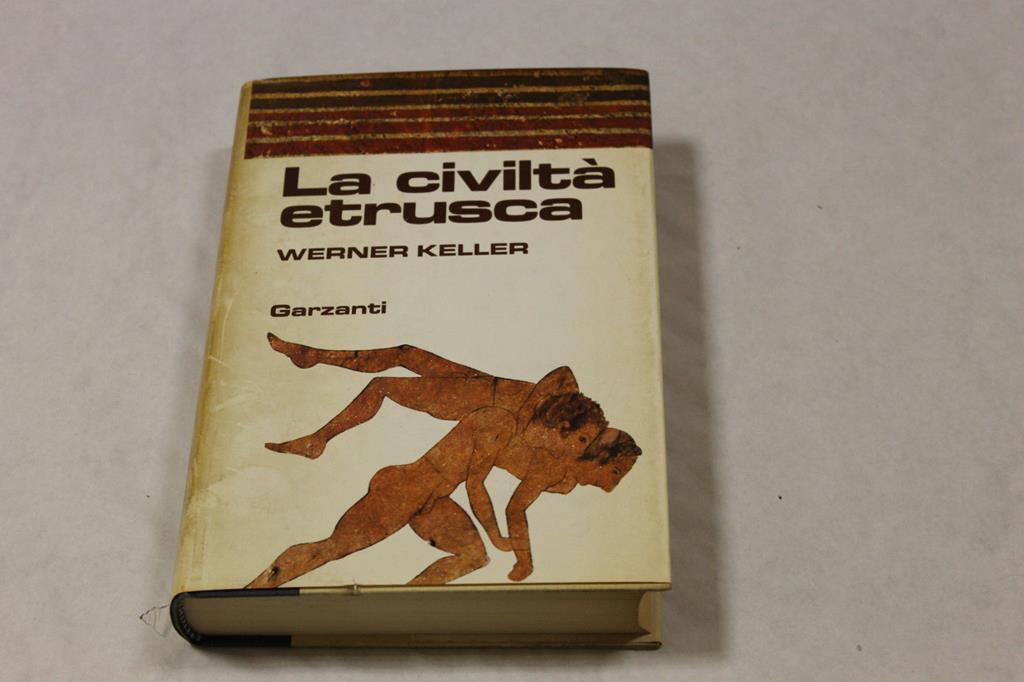 La civiltà
etrusca
WERNER KELLER
Garzanti